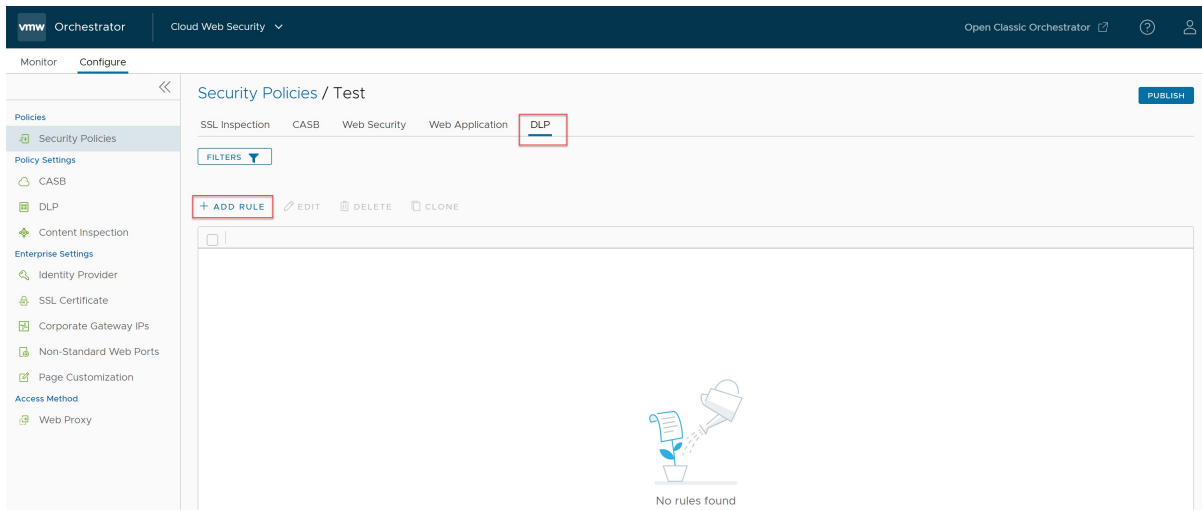 vmw Orchestrator Cloud Web Security Open Classic Orchestrator
Monitor Configure
Security Policies / Test
PUBLISH
Policies
Security Policies
Policy Settings
CASB
DLP
Content Inspection
Enterprise Settings
Identity Provider
SSL Certificate
Corporate Gateway IPs
Non-Standard Web Ports
Page Customization
Access Method
Web Proxy
SSL Inspection CASB Web Security Web Application DLP
FILTERS
+ ADD RULE EDIT DELETE CLONE
No rules found